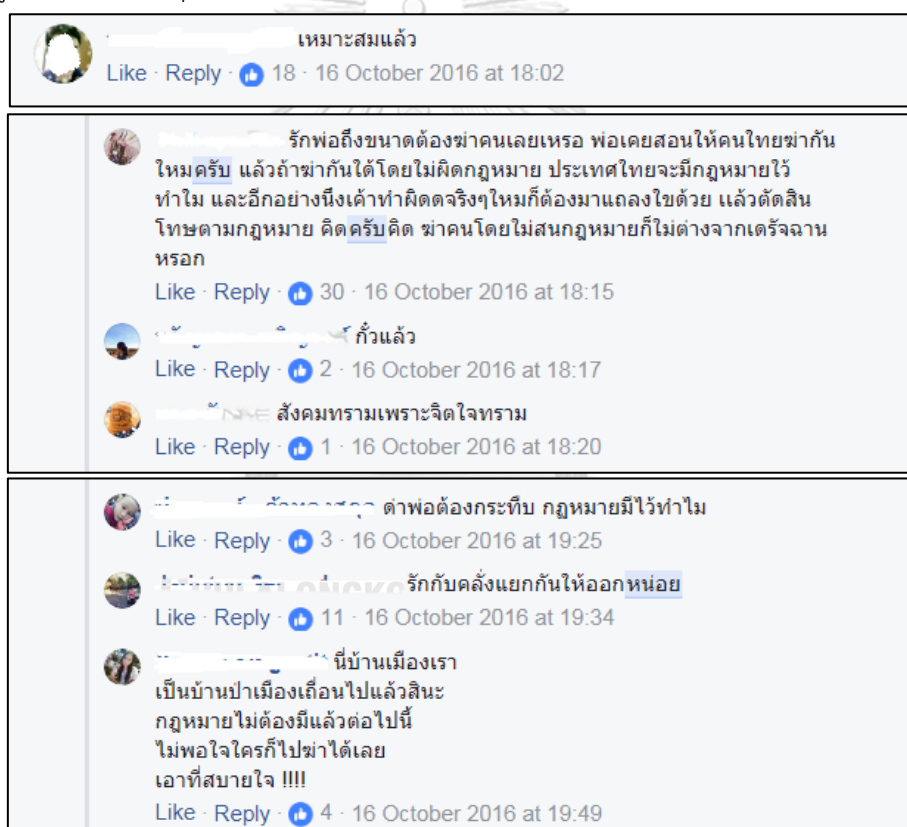 เหมาะสมแล้ว
Like · Reply · 18 · 16 October 2016 at 18:02
รักพ่อถึงขนาดต้องฆ่าคนเลยเหรอ พ่อเคยสอนให้คนไทยฆ่ากัน
ใหมครับ แล้วถ้าฆ่ากันได้โดยไม่ผิดกฎหมาย ประเทศไทยจะมีกฎหมายใว้
ทำใม และอีกอย่างนึงเค้าทำผิดดจริงๆใหมก็ต้องมาแถลงใขด้วย แล้วตัดสิน
โทษตามกฎหมาย คิดครับคิด ฆ่าคนโดยใม่สนกฎหมายก็ใม่ต่างจากเดรัจฉาน
หรอก
Like · Reply · 30 · 16 October 2016 at 18:15
กั๋วแล้ว
Like · Reply · 2 · 16 October 2016 at 18:17
สังคมทรามเพราะจิตใจทราม
Like · Reply · 1 · 16 October 2016 at 18:20
ด่าพ่อต้องกระทืบ กฏหมายมีไว้ทำไม
Like · Reply · 3 · 16 October 2016 at 19:25
รักกับคลั่งแยกกันให้ออกหน่อย
Like · Reply · 11 · 16 October 2016 at 19:34
นี่บ้านเมืองเรา
เป็นบ้านป่าเมืองเถื่อนไปแล้วสินะ
กฎหมายไม่ต้องมีแล้วต่อไปนี้
ไม่พอใจใครก็ไปฆ่าได้เลย
เอาที่สบายใจ !!!!
Like · Reply · 4 · 16 October 2016 at 19:49